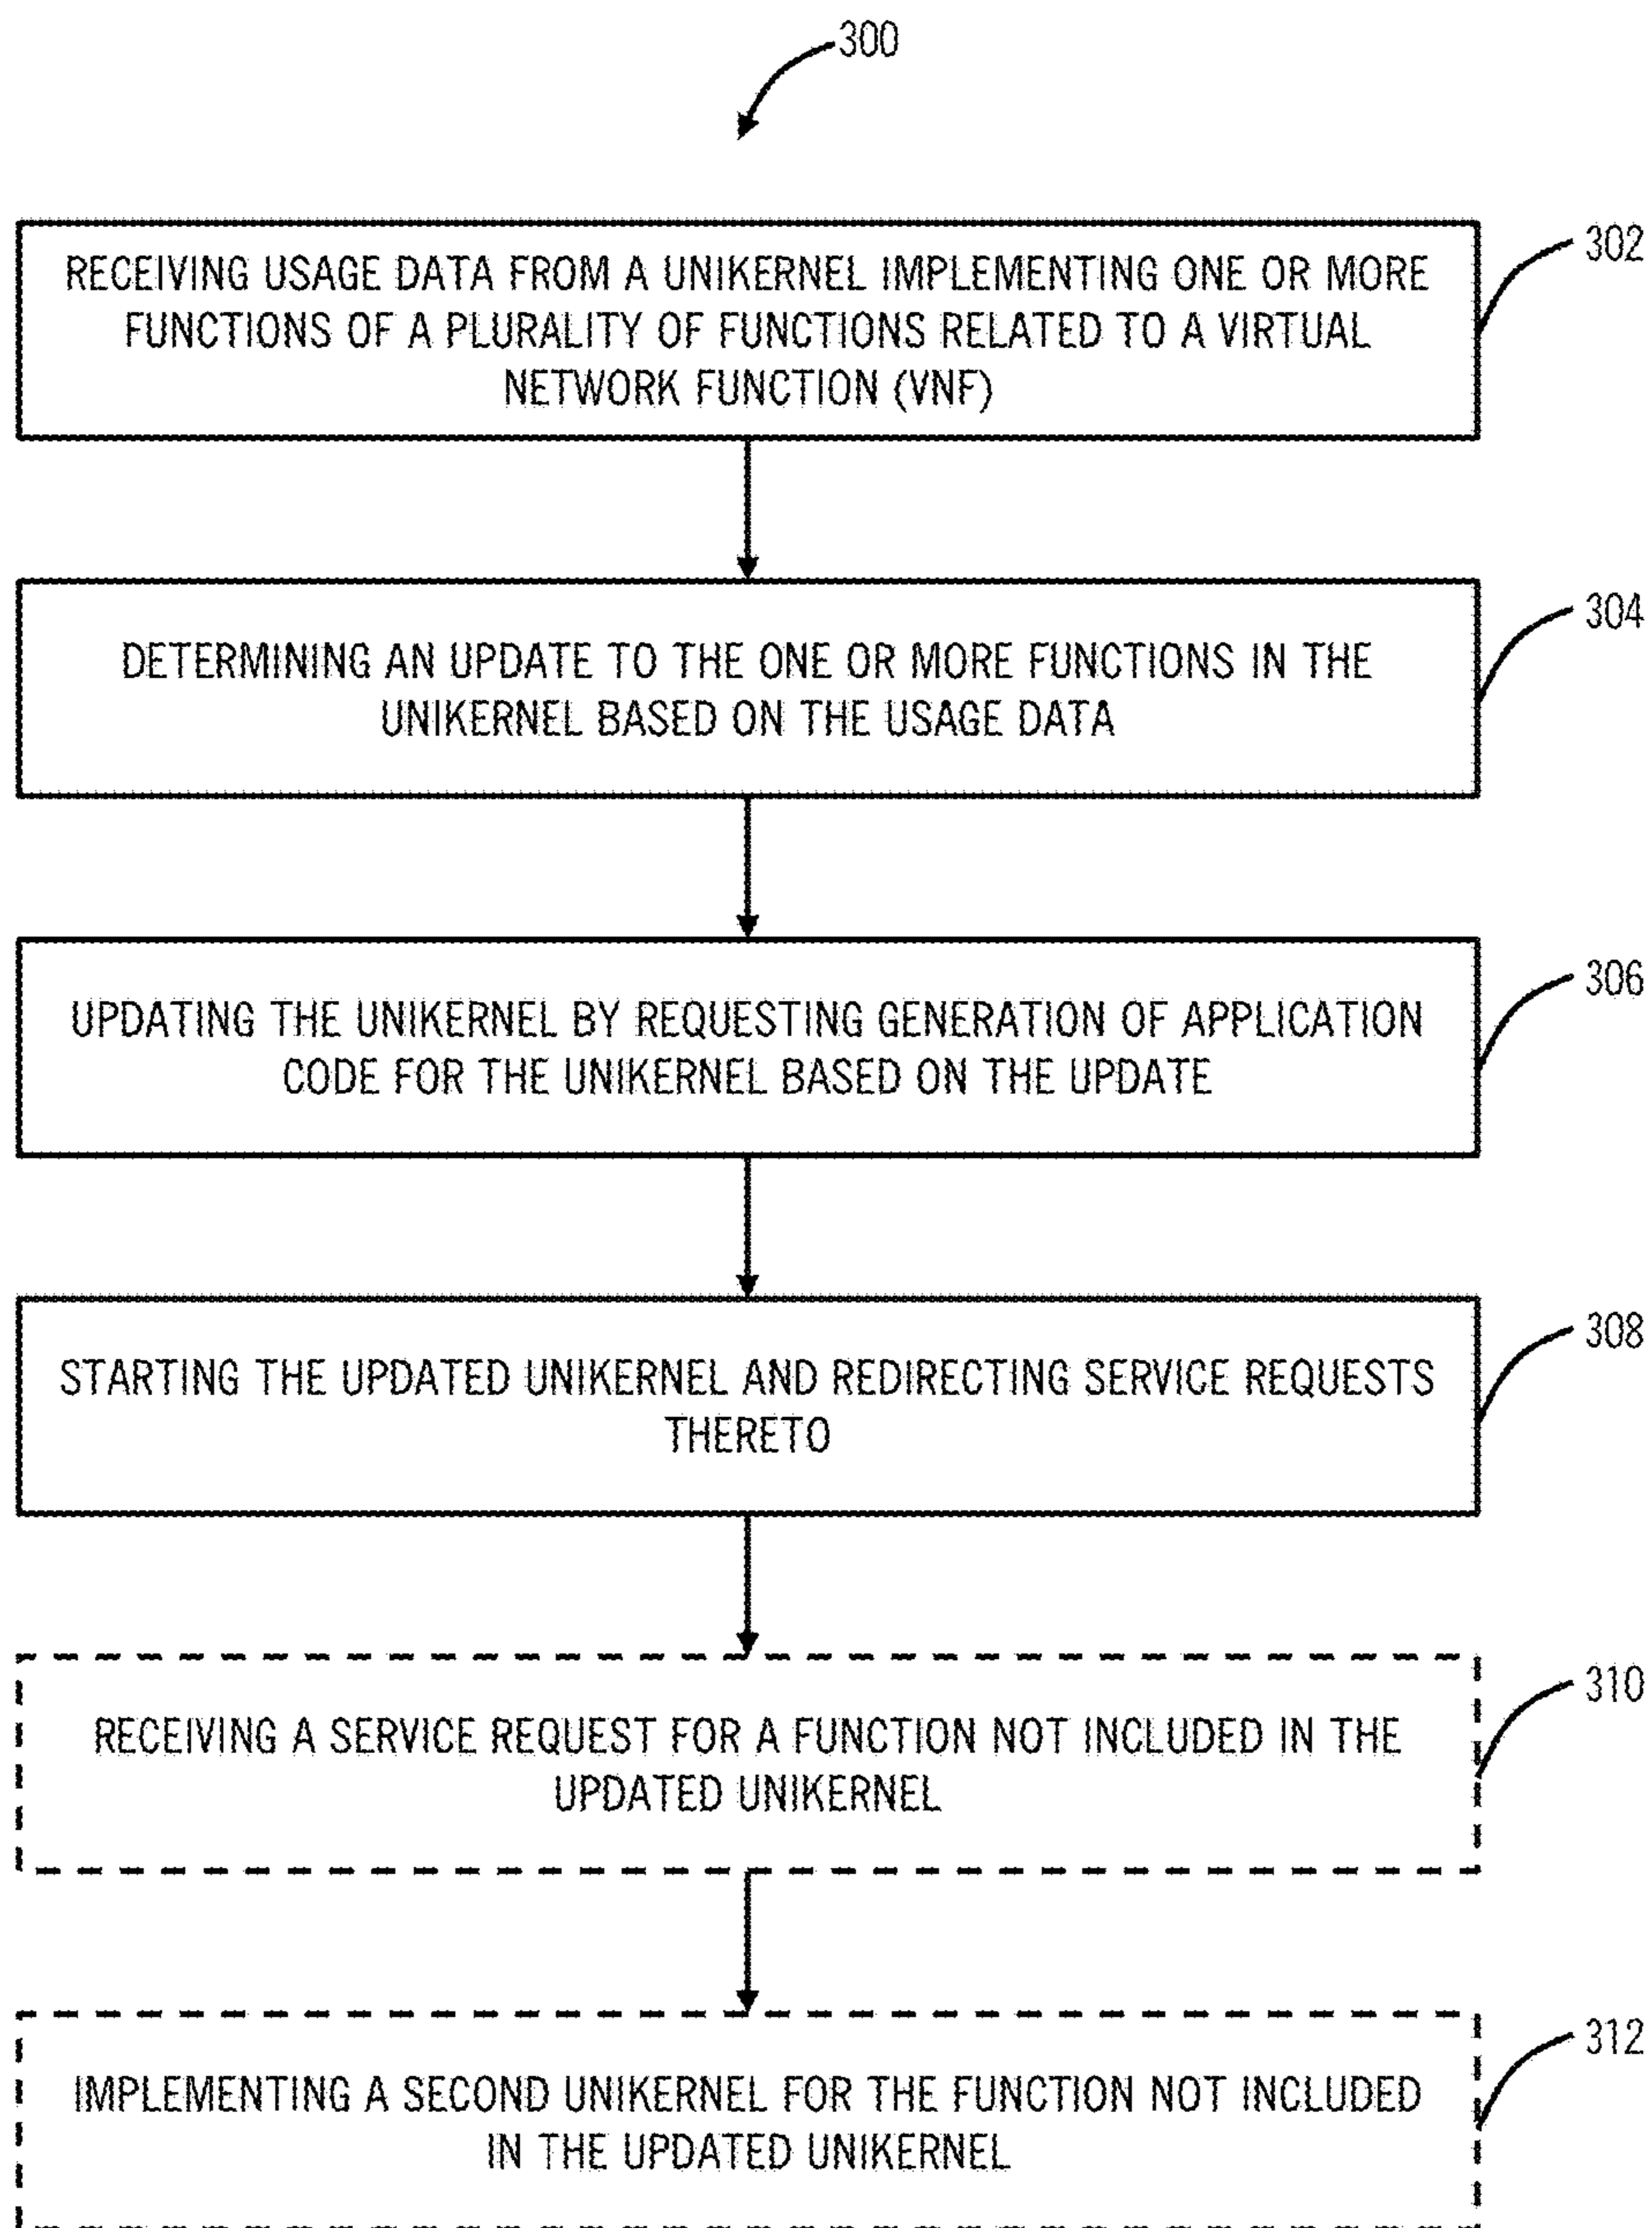 300
302
RECEIVING USAGE DATA FROM A UNIKERNEL IMPLEMENTING ONE OR MORE
FUNCTIONS OF A PLURALITY OF FUNCTIONS RELATED TO A VIRTUAL
NETWORK FUNCTION (VNF)
304
DETERMINING AN UPDATE TO THE ONE OR MORE FUNCTIONS IN THE
UNIKERNEL BASED ON THE USAGE DATA
306
UPDATING THE UNIKERNEL BY REQUESTING GENERATION OF APPLICATION
CODE FOR THE UNIKERNEL BASED ON THE UPDATE
308
STARTING THE UPDATED UNIKERNEL AND REDIRECTING SERVICE REQUESTS
THERETO
310
RECEIVING A SERVICE REQUEST FOR A FUNCTION NOT INCLUDED IN THE
UPDATED UNIKERNEL
312
IMPLEMENTING A SECOND UNIKERNEL FOR THE FUNCTION NOT INCLUDED
IN THE UPDATED UNIKERNEL